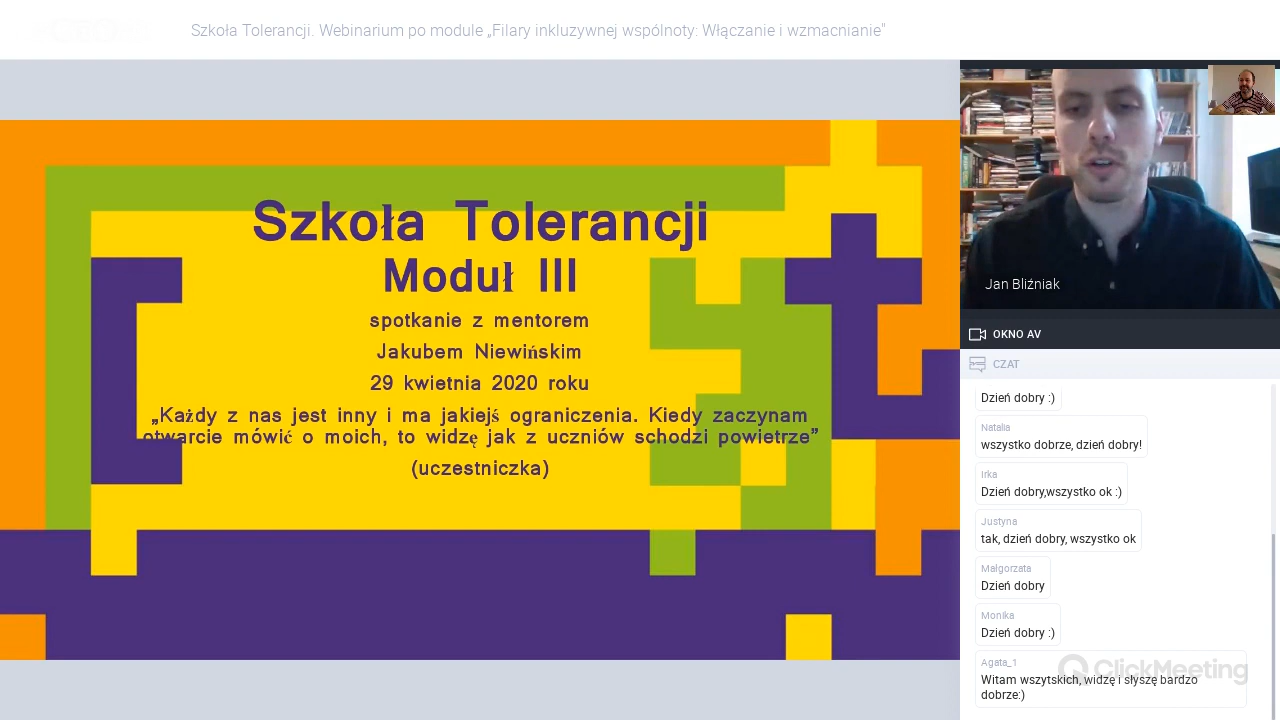 Szkoła Tolerancji. Webinarium po module „Filary inkluzywnej wspólnoty: Włączanie i wzmacnianie"
Szkoła Tolerancji
Moduł III
spotkanie z mentorem
Jakubem Niewińskim
29 kwietnia 2020 roku
„Każdy z nas jest inny i ma jakiejś ograniczenia. Kiedy zaczynam
otwarcie mówić o moich, to widzę jak z uczniów schodzi powietrze”
(uczestniczka)
Jan Bliźniak
OKNO AV
CZAT
Dzień dobry :)
Natalia
wszystko dobrze, dzień dobry!
Irka
Dzień dobry,wszystko ok :)
Justyna
tak, dzień dobry, wszystko ok
Małgorzata
Dzień dobry
Monika
Dzień dobry :)
Agata_1
Witam wszytskich, widzę i słyszę bardzo
dobrze:)
ClickMeeting